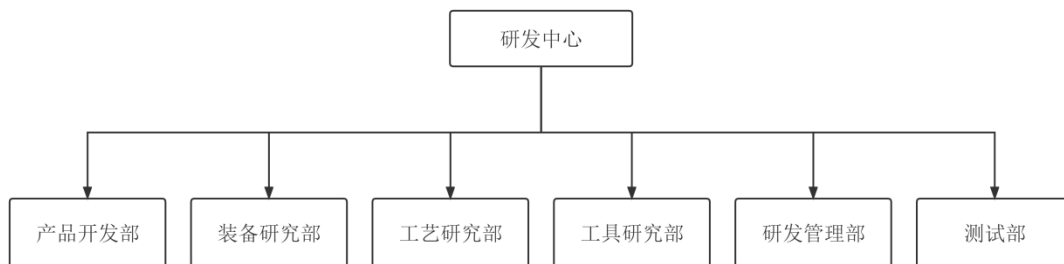 研发中心
产品开发部
装备研究部
工艺研究部
工具研究部
研发管理部
测试部